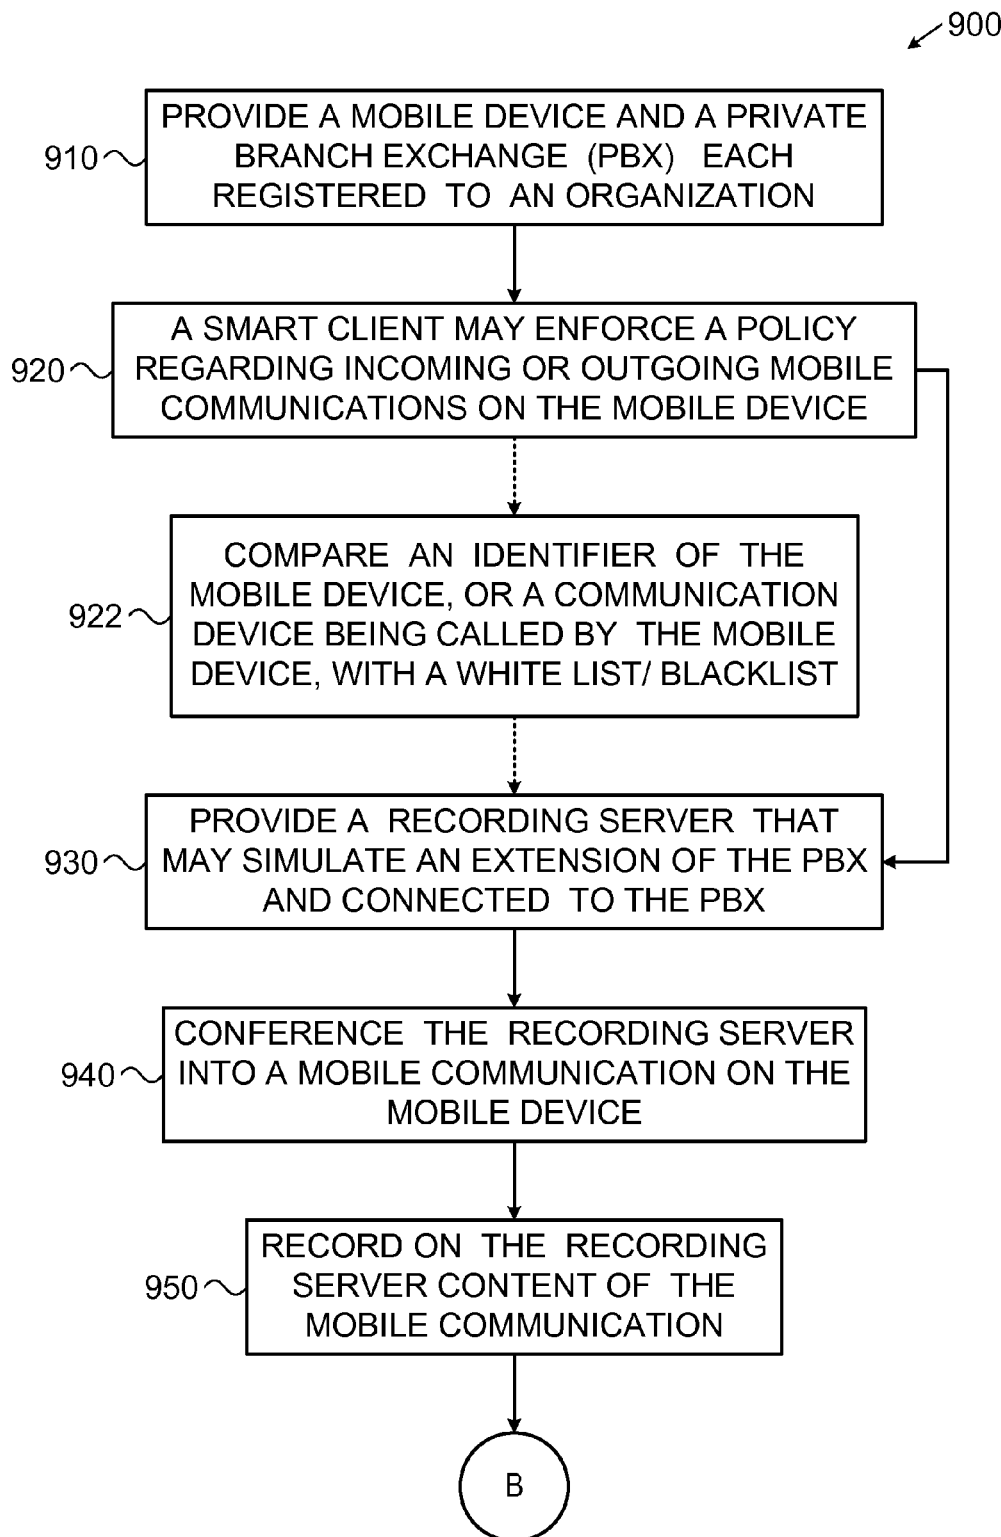 900
910
PROVIDE A MOBILE DEVICE AND A PRIVATE
BRANCH EXCHANGE (PBX) EACH
REGISTERED TO AN ORGANIZATION
920
A SMART CLIENT MAY ENFORCE A POLICY
REGARDING INCOMING OR OUTGOING MOBILE
COMMUNICATIONS ON THE MOBILE DEVICE
922
COMPARE AN IDENTIFIER OF THE
MOBILE DEVICE, OR A COMMUNICATION
DEVICE BEING CALLED BY THE MOBILE
DEVICE, WITH A WHITE LIST/ BLACKLIST
930
PROVIDE A RECORDING SERVER THAT
MAY SIMULATE AN EXTENSION OF THE PBX
AND CONNECTED TO THE PBX
940
CONFERENCE THE RECORDING SERVER
INTO A MOBILE COMMUNICATION ON THE
MOBILE DEVICE
950
RECORD ON THE RECORDING
SERVER CONTENT OF THE
MOBILE COMMUNICATION
B